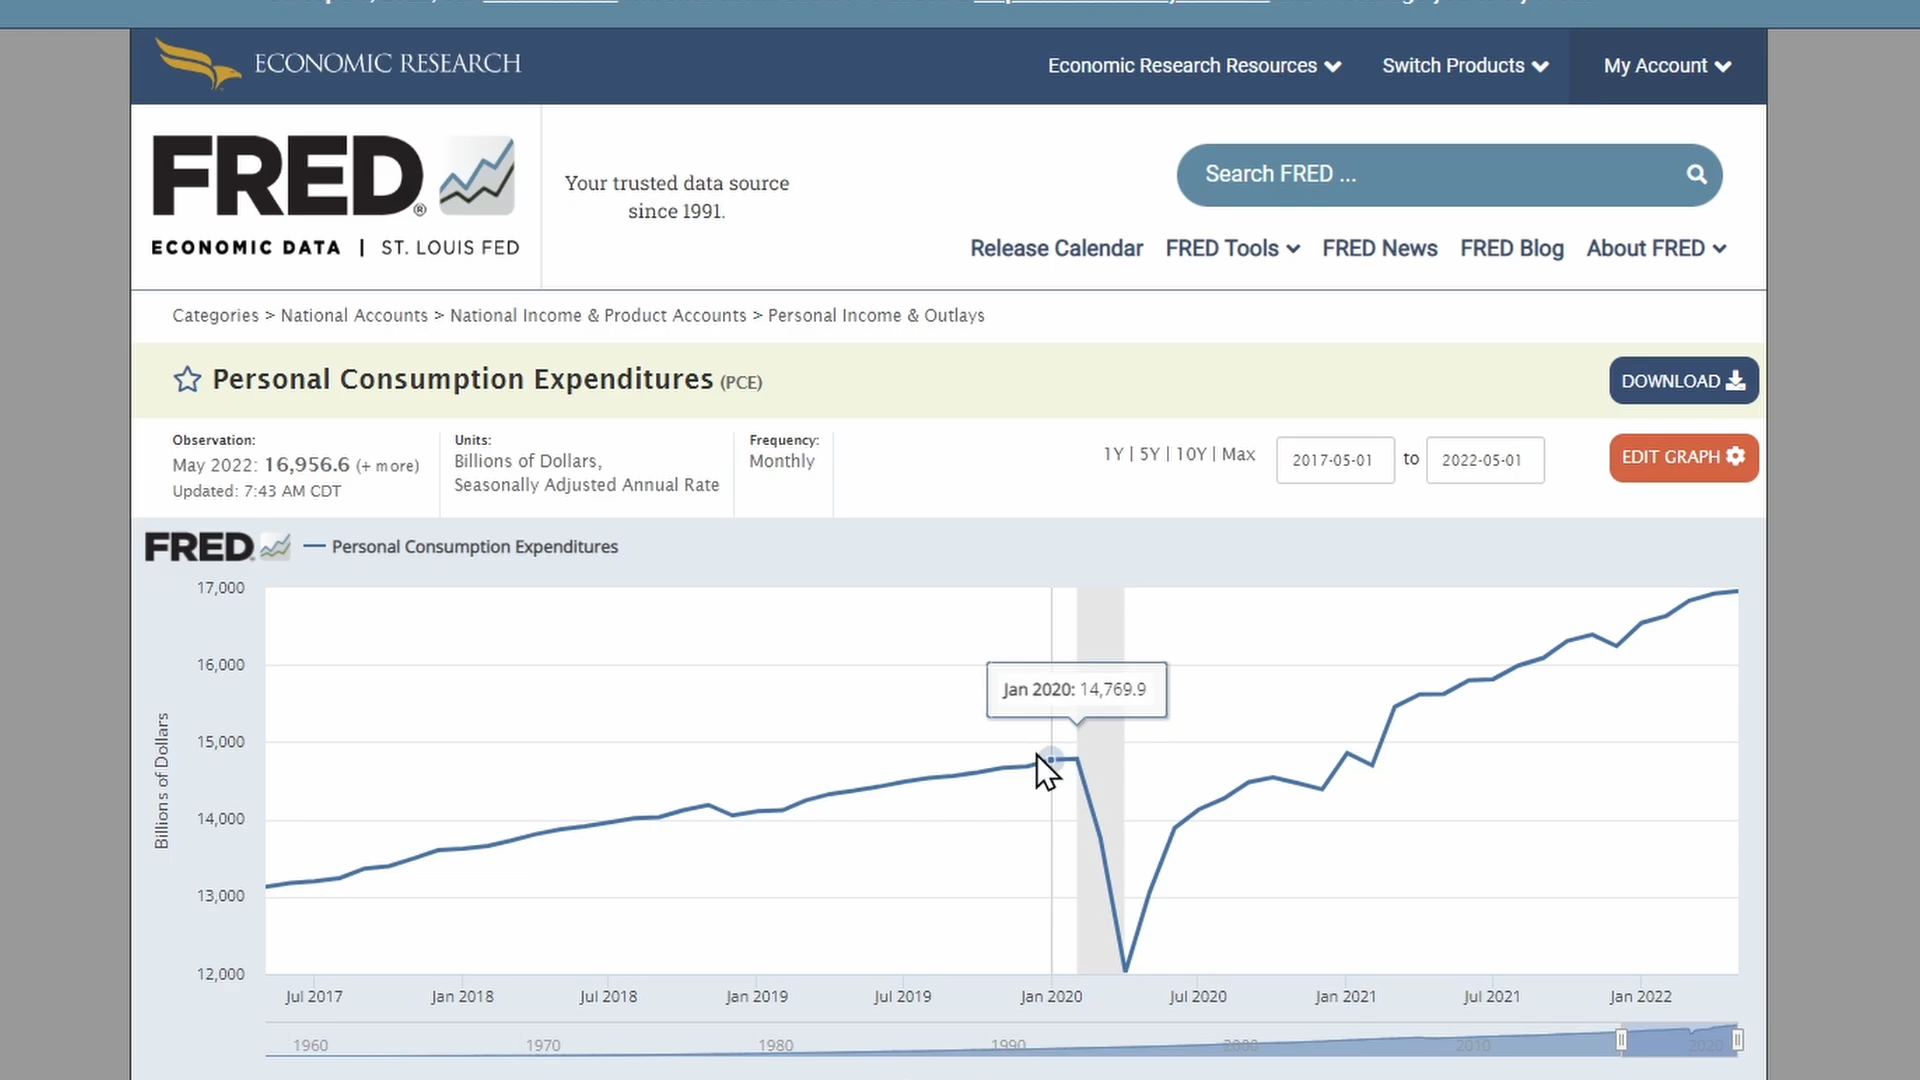 ECONOMIC RESEARCH
Economic Research Resources
Switch Products
My Account
FRED®
ECONOMIC DATA | ST. LOUIS FED
Your trusted data source
since 1991.
Search FRED ...
Release Calendar
FRED Tools
FRED News
FRED Blog
About FRED
Categories > National Accounts > National Income & Product Accounts > Personal Income & Outlays
Personal Consumption Expenditures (PCE)
DOWNLOAD
Observation:
May 2022: 16,956.6 (+ more)
Updated: 7:43 AM CDT
Units:
Billions of Dollars,
Seasonally Adjusted Annual Rate
Frequency:
Monthly
1Y | 5Y | 10Y | Max
2017-05-01 to 2022-05-01
EDIT GRAPH
FRED
Personal Consumption Expenditures
17,000
16,000
15,000
14,000
13,000
12,000
Billions of Dollars
Jan 2020: 14,769.9
Jul 2017
Jan 2018
Jul 2018
Jan 2019
Jul 2019
Jan 2020
Jul 2020
Jan 2021
Jul 2021
Jan 2022
1960
1970
1980
1990
2000
2010
2020